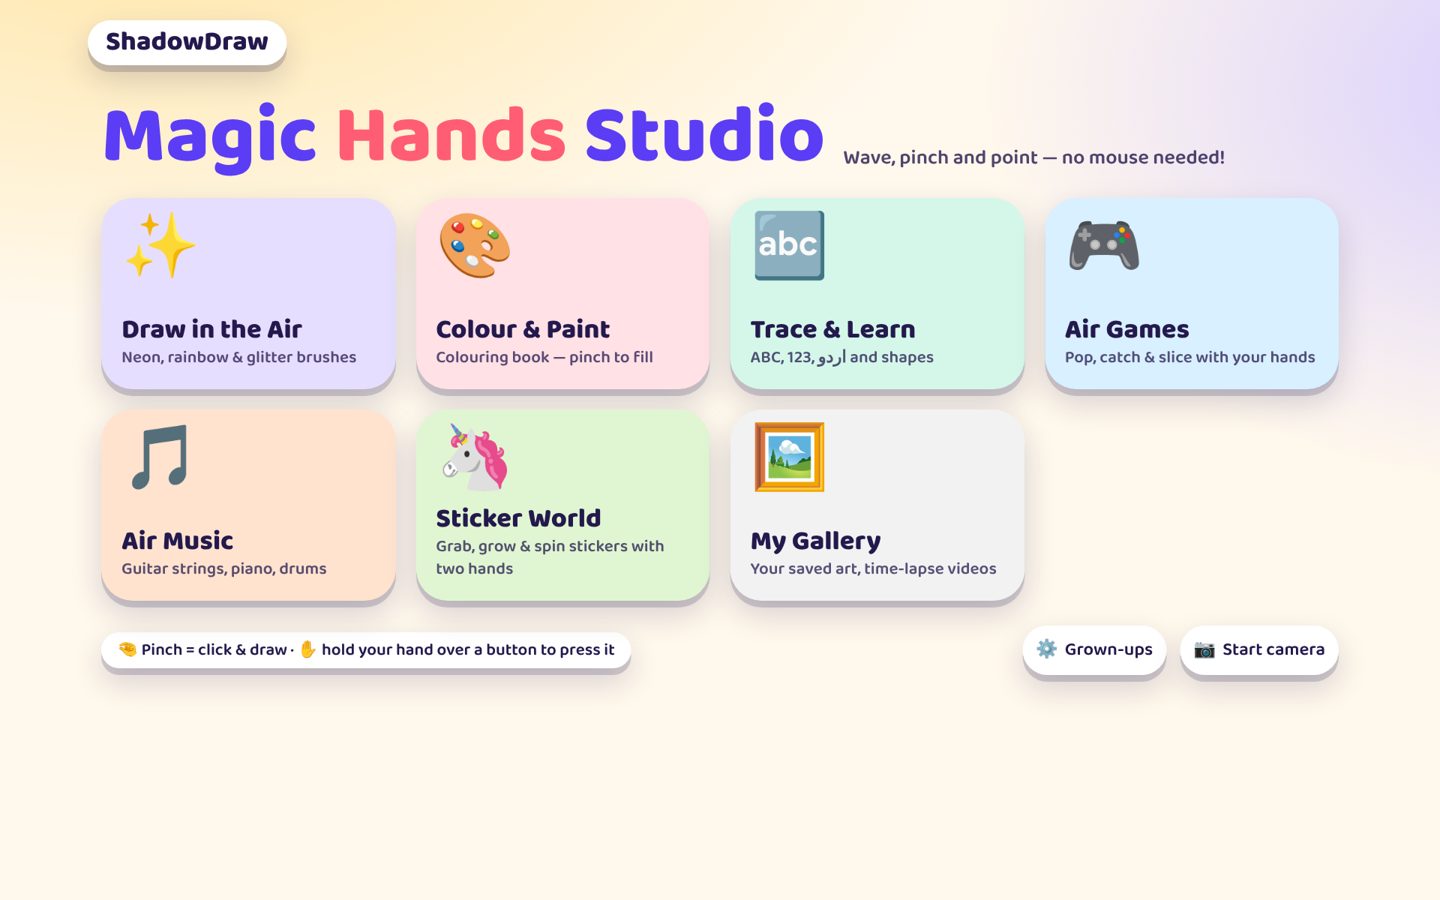 ShadowDraw
Magic Hands Studio
Wave, pinch and point — no mouse needed!
Draw in the Air
Neon, rainbow & glitter brushes
Colour & Paint
Colouring book — pinch to fill
abc
Trace & Learn
ABC, 123, اردو and shapes
Air Games
Pop, catch & slice with your hands
Air Music
Guitar strings, piano, drums
Sticker World
Grab, grow & spin stickers with
two hands
My Gallery
Your saved art, time-lapse videos
🤏 Pinch = click & draw · ✋ hold your hand over a button to press it
⚙️ Grown-ups
📷 Start camera